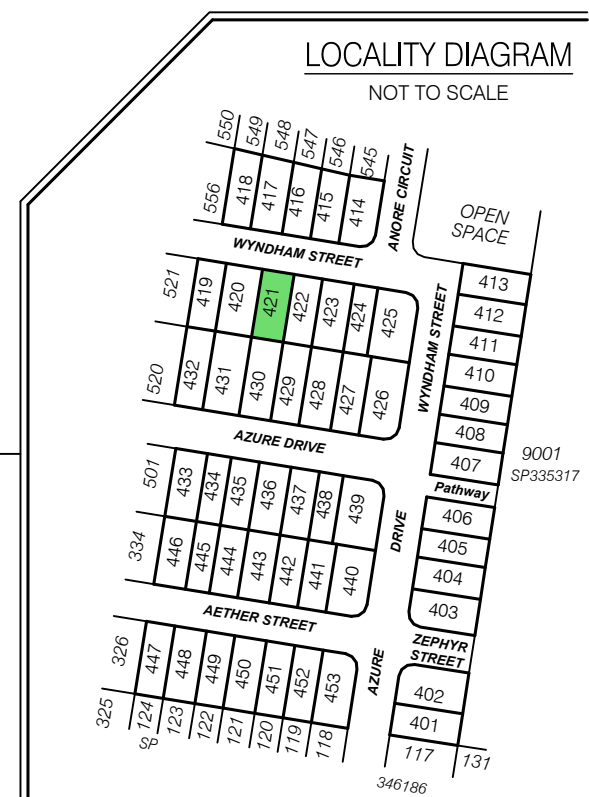 LOCALITY DIAGRAM
NOT TO SCALE
550 549 548 547 546 545
556 418 417 416 415 414
ANORE CIRCUIT
OPEN
SPACE
WYNDHAM STREET
521 419 420 421 422 423 424 425
WYNDHAM STREET
413
412
411
410
409
408
407
520 432 431 430 429 428 427 426
AZURE DRIVE
9001
SP335317
Pathway
501 433 434 435 436 437 438 439
DRIVE
406
405
404
403
334 446 445 444 443 442 441 440
AETHER STREET
ZEPHYR
STREET
326 447 448 449 450 451 452 453
AZURE
402
401
325 124 123 122 121 120 119 118
SP
117 131
346186